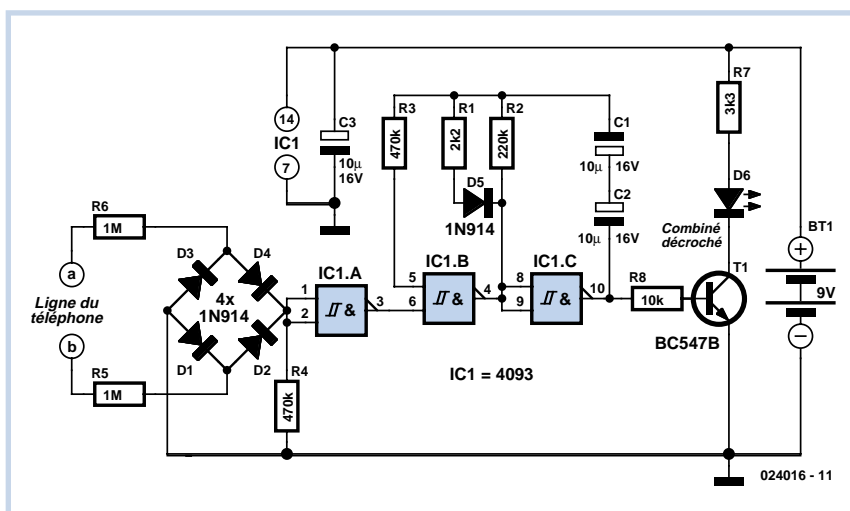 R7
3k3
14
IC1
7
C3
10µ
16V
R3
470k
R1
2k2
R2
220k
C1
10µ
16V
C2
10µ
16V
D5
1N914
D6
Combiné
décroché
BT1
9V
R6
1M
a
Ligne du
téléphone
b
R5
1M
D3
D4
4x
1N914
D1
D2
1
2
IC1.A
&
3
R4
470k
5
6
IC1.B
&
4
8
9
IC1.C
&
10
R8
10k
T1
BC547B
IC1 = 4093
024016 - 11